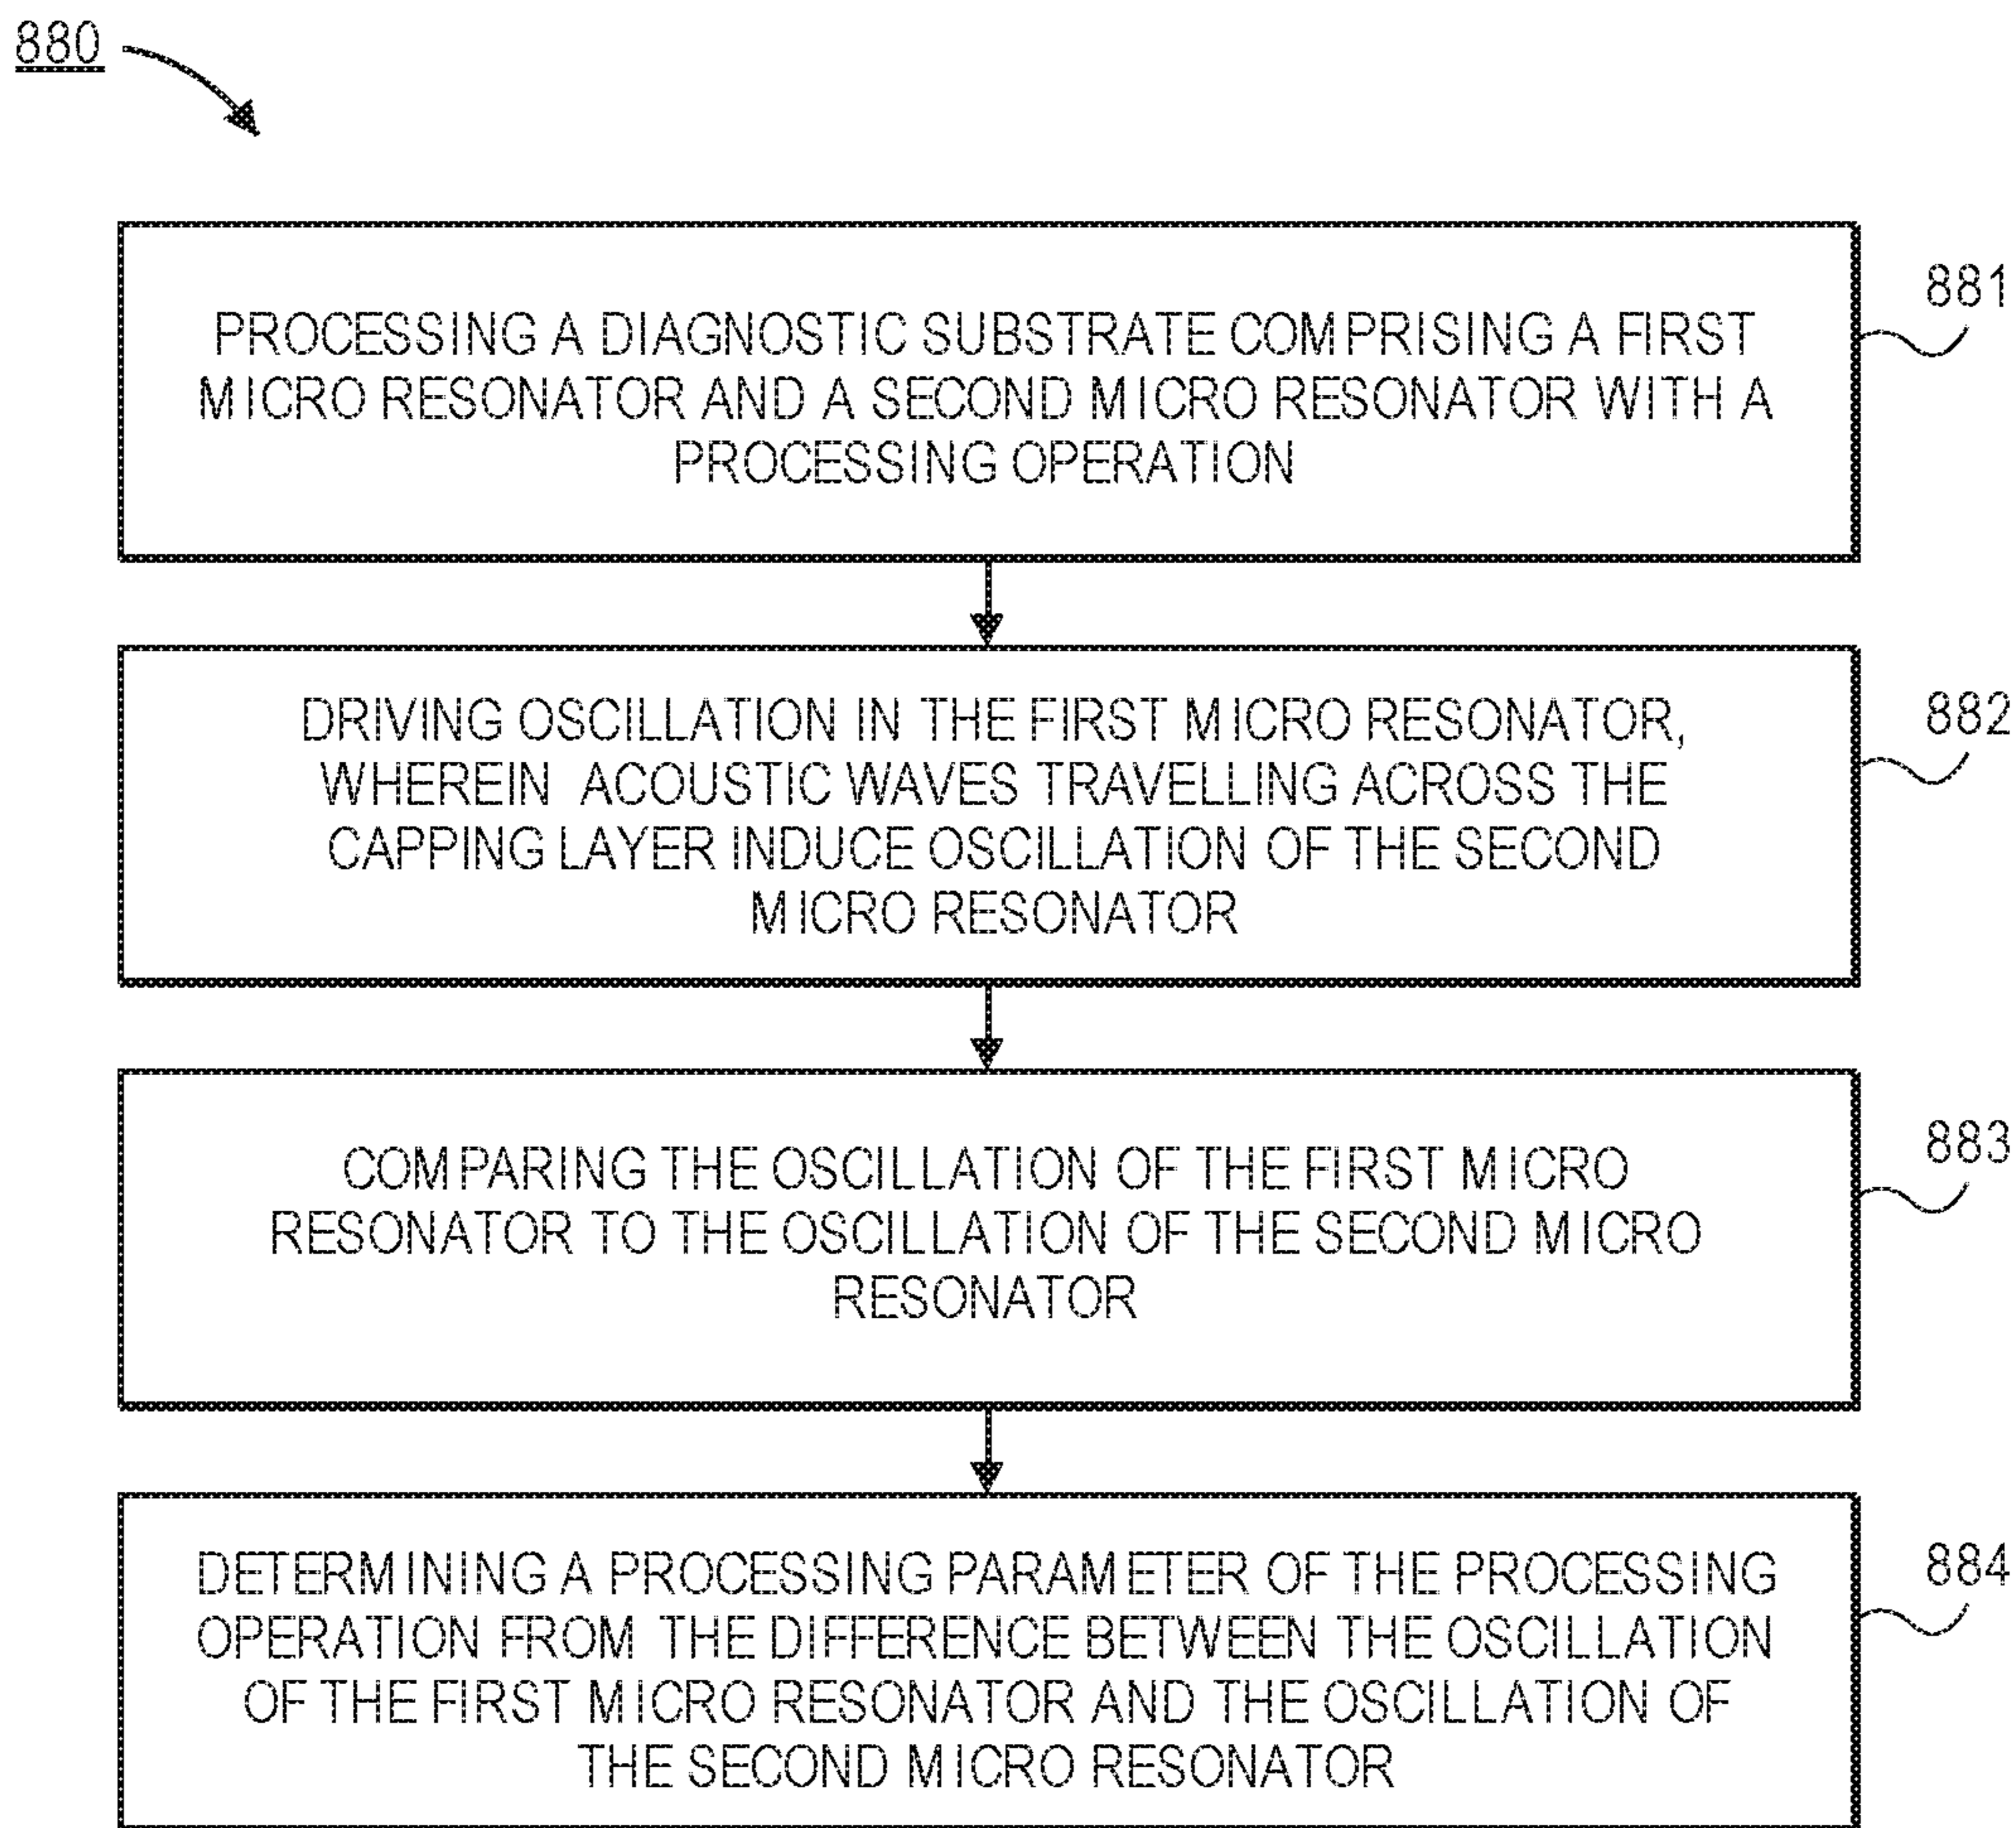 880
PROCESSING A DIAGNOSTIC SUBSTRATE COMPRISING A FIRST
MICRO RESONATOR AND A SECOND MICRO RESONATOR WITH A
PROCESSING OPERATION
881
DRIVING OSCILLATION IN THE FIRST MICRO RESONATOR,
WHEREIN ACOUSTIC WAVES TRAVELLING ACROSS THE
CAPPING LAYER INDUCE OSCILLATION OF THE SECOND
MICRO RESONATOR
882
COMPARING THE OSCILLATION OF THE FIRST MICRO
RESONATOR TO THE OSCILLATION OF THE SECOND MICRO
RESONATOR
883
DETERMINING A PROCESSING PARAMETER OF THE PROCESSING
OPERATION FROM THE DIFFERENCE BETWEEN THE OSCILLATION
OF THE FIRST MICRO RESONATOR AND THE OSCILLATION OF
THE SECOND MICRO RESONATOR
884